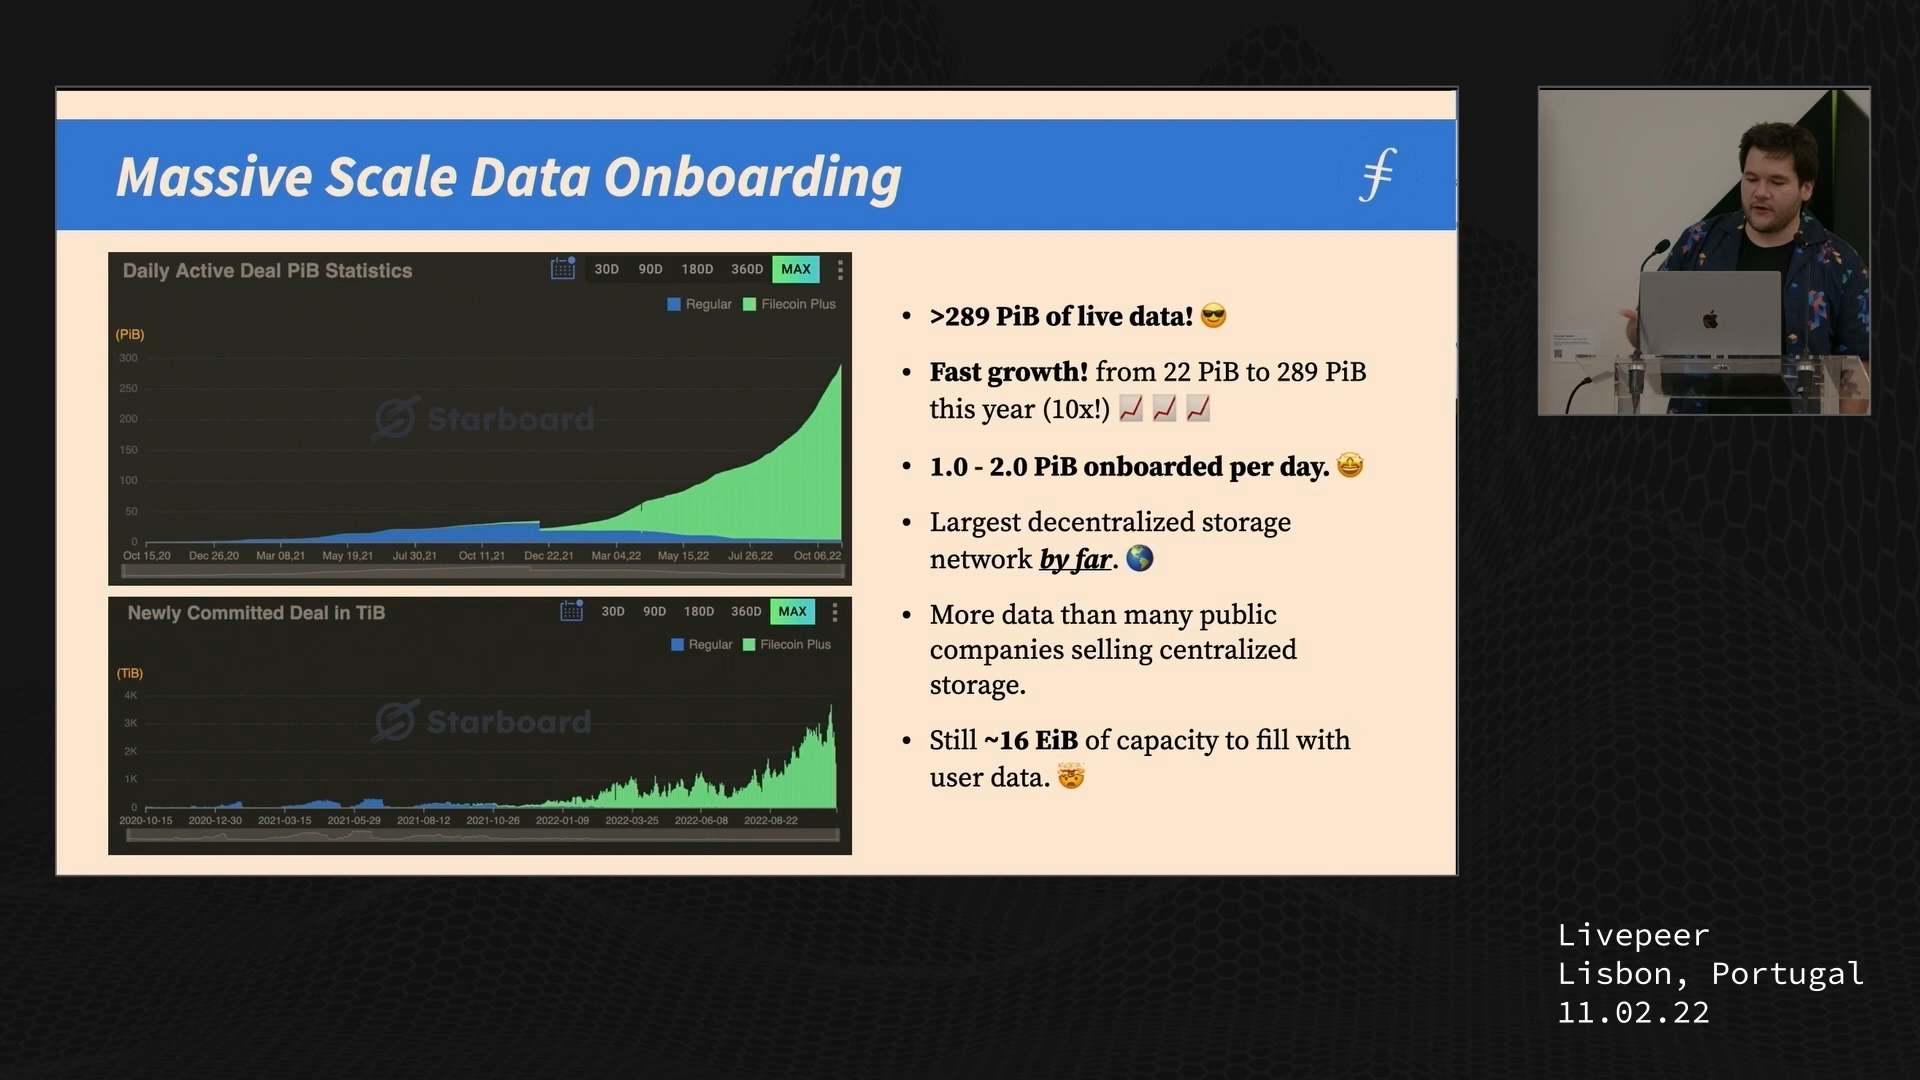 Massive Scale Data Onboarding
Daily Active Deal PiB Statistics
30D 90D 180D 360D MAX
Regular Filecoin Plus
(PiB)
300
250
200
150
100
50
0
Starboard
Oct 15,20 Dec 26,20 Mar 08,21 May 19,21 Jul 30,21 Oct 11,21 Dec 22,21 Mar 04,22 May 15,22 Jul 26,22 Oct 06,22
Newly Committed Deal in TiB
30D 90D 180D 360D MAX
Regular Filecoin Plus
(TiB)
4K
3K
2K
1K
0
Starboard
2020-10-15 2020-12-30 2021-03-15 2021-05-29 2021-08-12 2021-10-26 2022-01-09 2022-03-25 2022-06-08 2022-08-22
• >289 PiB of live data! 😎
• Fast growth! from 22 PiB to 289 PiB
this year (10x!) 📈 📈 📈
• 1.0 - 2.0 PiB onboarded per day. 🤩
• Largest decentralized storage
network by far. 🌎
• More data than many public
companies selling centralized
storage.
• Still ~16 EiB of capacity to fill with
user data. 🤯
Livepeer
Lisbon, Portugal
11.02.22